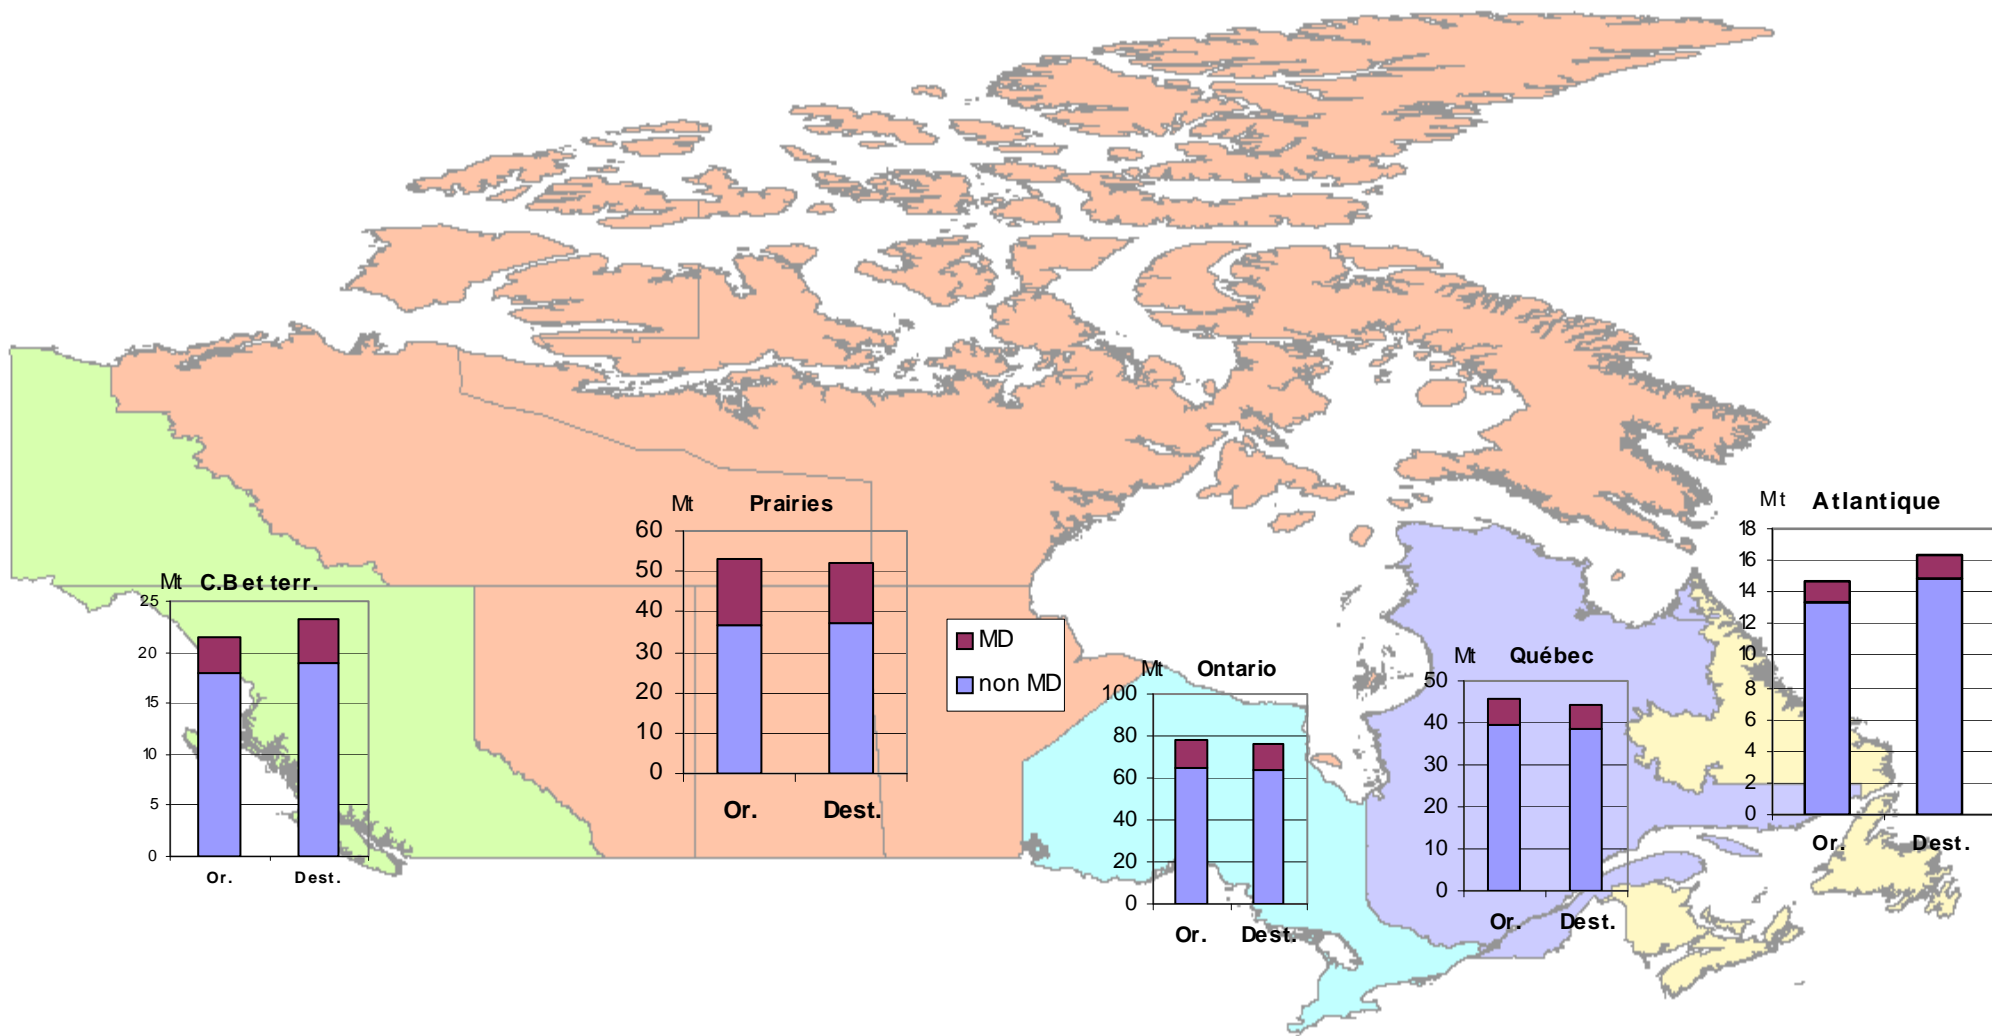 Mt C.B et terr.
25
20
15
10
5
0
Or. Dest.
Mt Prairies
60
50
40
30
20
10
0
Or. Dest.
MD
non MD
Mt Ontario
100
80
60
40
20
0
Or. Dest.
Mt Québec
50
40
30
20
10
0
Or. Dest.
Mt Atlantique
18
16
14
12
10
8
6
4
2
0
Or. Dest.